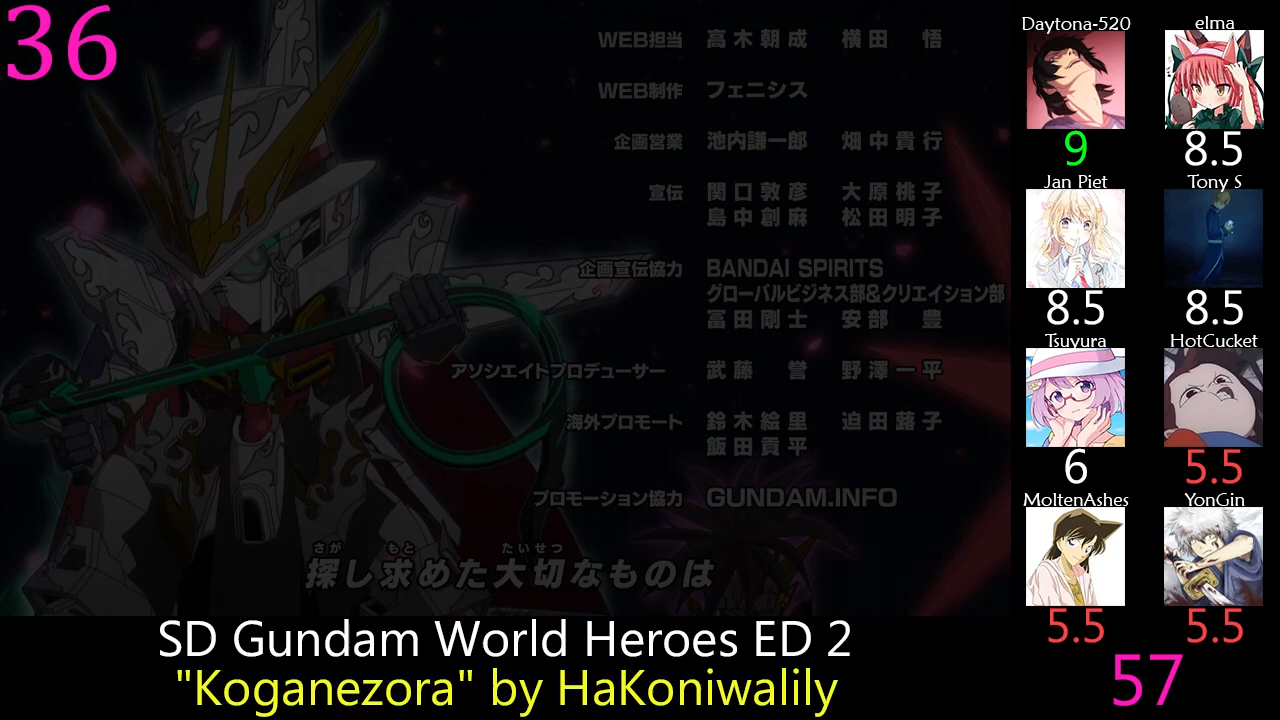 36
WEB担当 高木朝成 横田 悟
WEB制作 フェニシス
企画営業 池内謙一郎 畑中貴行
宣伝 関口敦彦 大原桃子
島中創麻 松田明子
企画宣伝協力 BANDAI SPIRITS
グローバルビジネス部&クリエイション部
冨田剛士 安部 豊
アソシエイトプロデューサー 武藤 誉 野澤一平
海外プロモート 鈴木絵里 迫田蕗子
飯田貢平
プロモーション協力 GUNDAM.INFO
さが もと たいせつ
探し求めた大切なものは
SD Gundam World Heroes ED 2
"Koganezora" by HaKoniwalily
Daytona-520 elma
9 8.5
Jan Piet Tony S
8.5 8.5
Tsuyura HotCucket
6 5.5
MoltenAshes YonGin
5.5 5.5
57